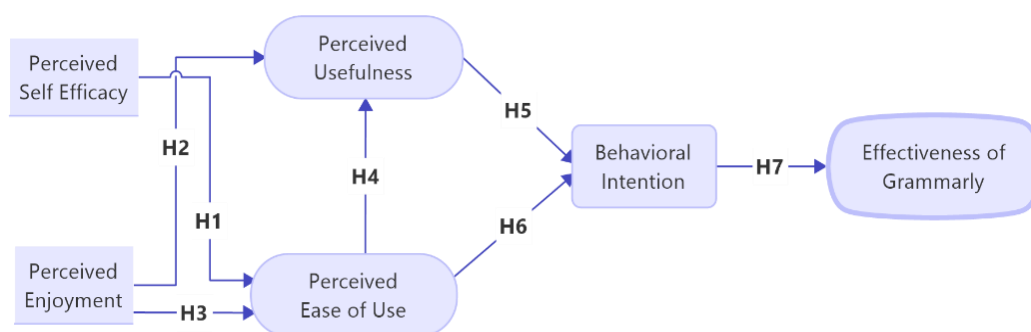 Perceived
Self Efficacy
Perceived
Usefulness
H2
H5
H4
Behavioral
Intention
H7
Effectiveness of
Grammarly
H1
H6
Perceived
Enjoyment
H3
Perceived
Ease of Use